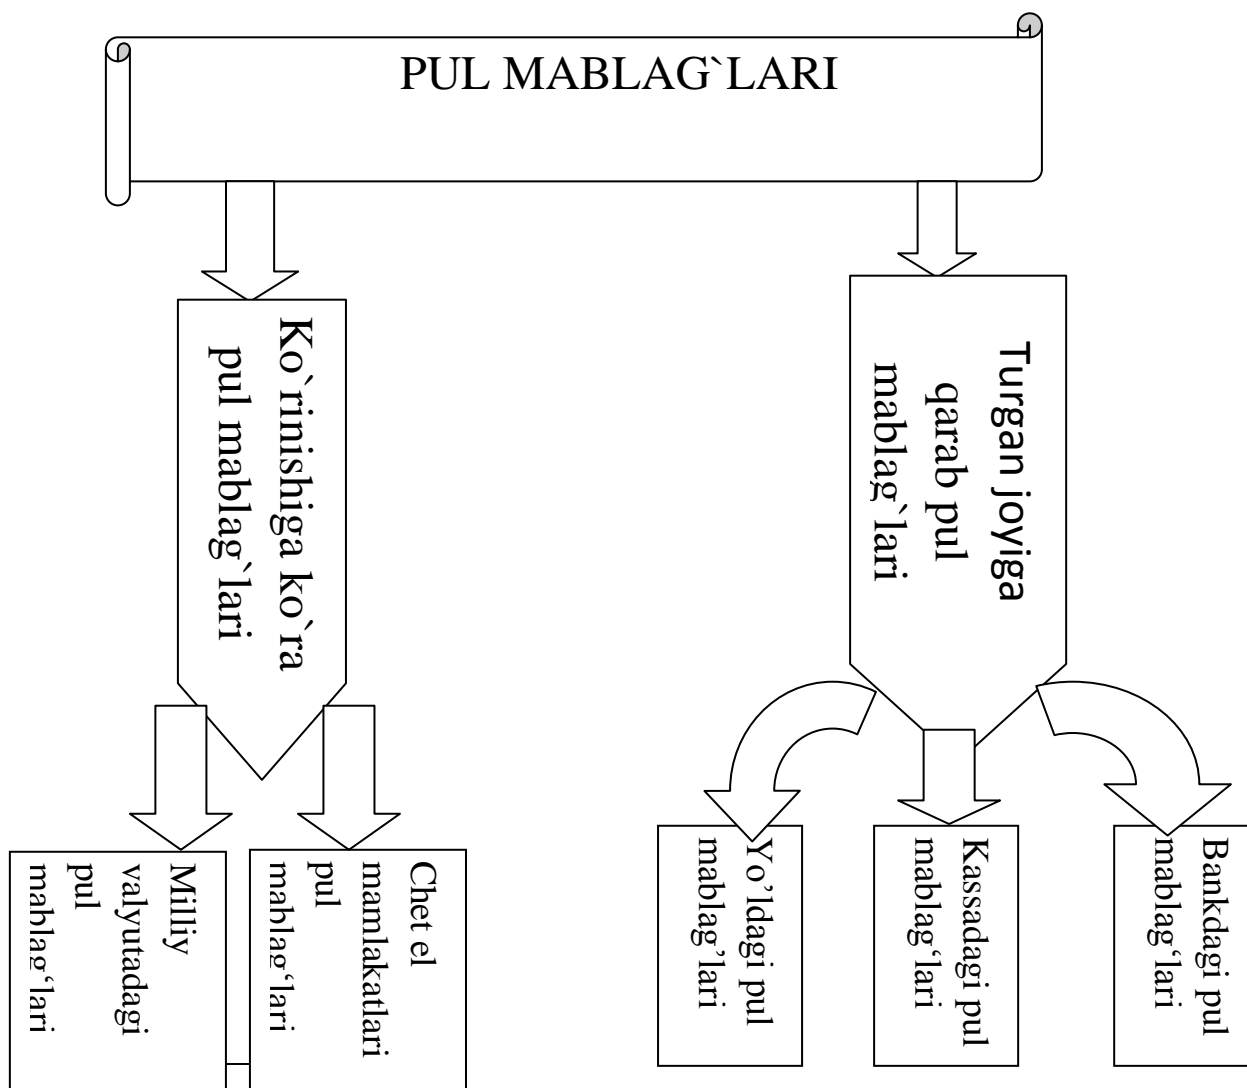 PUL MABLAG`LARI
Ko`rinishiga ko`ra
pul mablag`lari
Turgan joyiga
qarab pul
mablag`lari
Milliy
valyutadagi
pul
mablag‘lari
Chet el
mamlakatlari
pul
mablag‘lari
Yo’ldagi pul
mablag’lari
Kassadagi pul
mablag‘lari
Bankdagi pul
mablag‘lari